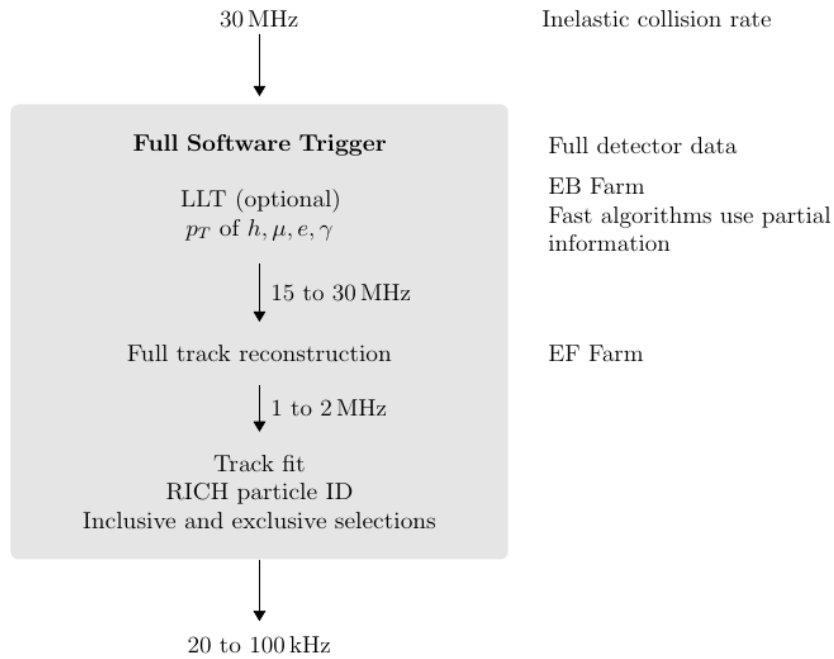 30 MHz
Inelastic collision rate
Full Software Trigger
Full detector data
LLT (optional)
p_T of h, μ, e, γ
EB Farm
Fast algorithms use partial
information
15 to 30 MHz
Full track reconstruction
EF Farm
1 to 2 MHz
Track fit
RICH particle ID
Inclusive and exclusive selections
20 to 100 kHz